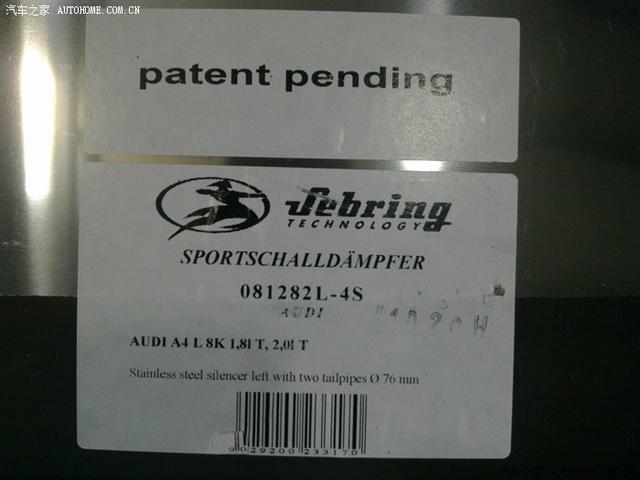 汽车之家 AUTOHOME.COM.CN
patent pending
Sebring
TECHNOLOGY
SPORTSCHALLDÄMPFER
081282L-4S
AUDI
AUDI A4 L 8K 1,8l T, 2,0l T
Stainless steel silencer left with two tailpipes Ø 76 mm
9029200233170